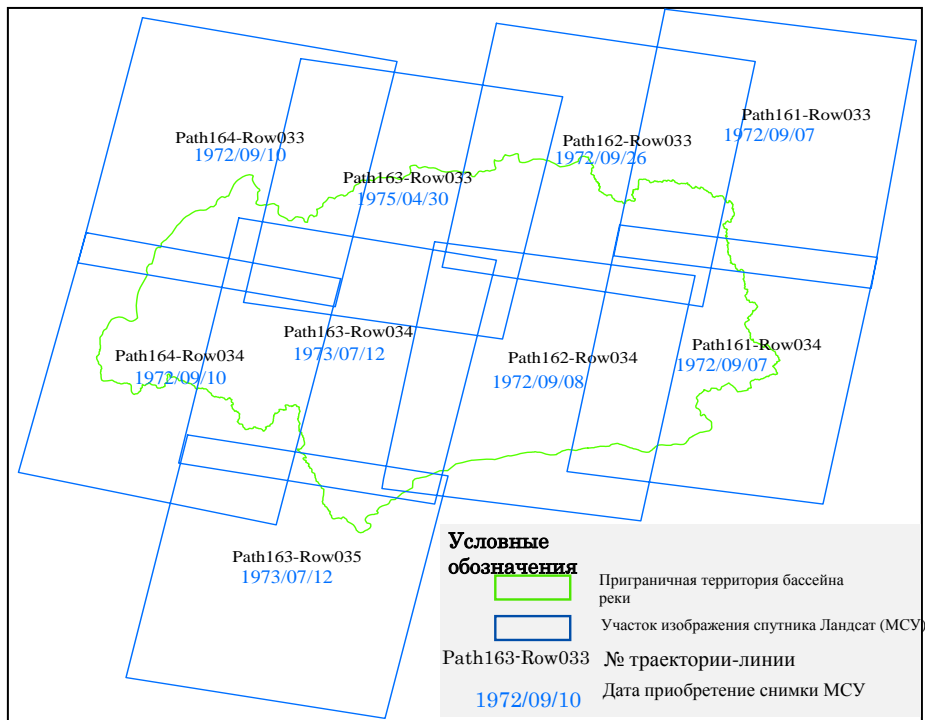 Path161-Row033
1972/09/07
Path164-Row033
1972/09/10
Path162-Row033
1972/09/26
Path163-Row033
1975/04/30
Path163-Row034
1973/07/12
Path164-Row034
1972/09/10
Path162-Row034
1972/09/08
Path161-Row034
1972/09/07
Path163-Row035
1973/07/12
Условные
обозначения
Приграничная территория бассейна
реки
Участок изображения спутника Ландсат (МСУ)
Path163-Row033 № траектории-линии
1972/09/10 Дата приобретение снимки МСУ